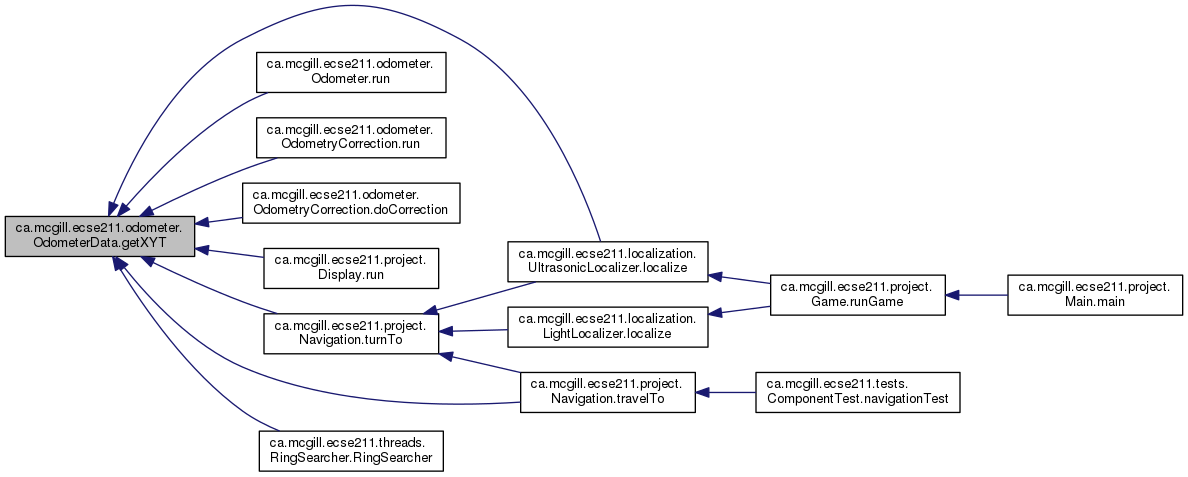 ca.mcgill.ecse211.odometer.
OdometerData.getXYT
ca.mcgill.ecse211.odometer.
Odometer.run
ca.mcgill.ecse211.odometer.
OdometryCorrection.run
ca.mcgill.ecse211.odometer.
OdometryCorrection.doCorrection
ca.mcgill.ecse211.project.
Display.run
ca.mcgill.ecse211.project.
Navigation.turnTo
ca.mcgill.ecse211.threads.
RingSearcher.RingSearcher
ca.mcgill.ecse211.localization.
UltrasonicLocalizer.localize
ca.mcgill.ecse211.localization.
LightLocalizer.localize
ca.mcgill.ecse211.project.
Navigation.travelTo
ca.mcgill.ecse211.project.
Game.runGame
ca.mcgill.ecse211.tests.
ComponentTest.navigationTest
ca.mcgill.ecse211.project.
Main.main